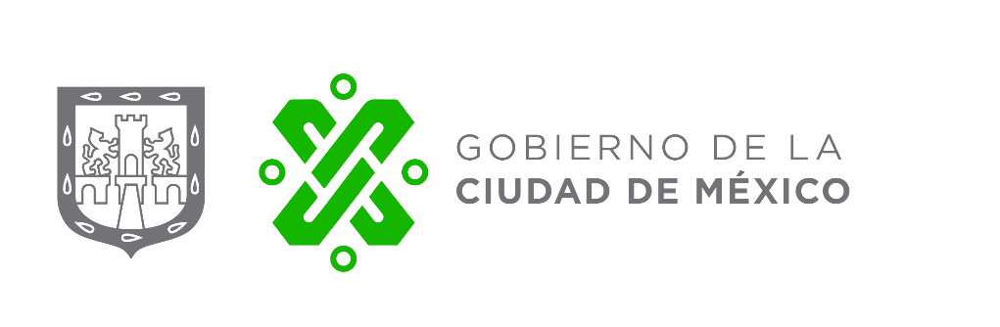 GOBIERNO DE LA
CIUDAD DE MÉXICO